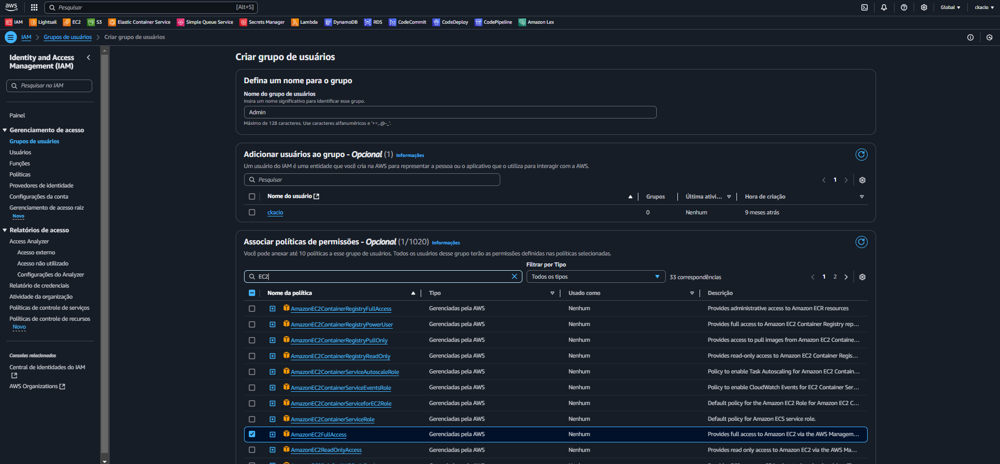 aws
Pesquisar [Alt+S] Global ckacio
IAM Lightsail EC2 S3 Elastic Container Service Simple Queue Service Secrets Manager Lambda DynamoDB RDS CodeCommit CodeDeploy CodePipeline Amazon Lex
IAM Grupos de usuários Criar grupo de usuários
Identity and Access
Management (IAM)
Pesquisar no IAM
Painel
Gerenciamento de acesso
Grupos de usuários
Usuários
Funções
Políticas
Provedores de identidade
Configurações da conta
Gerenciamento de acesso raiz
Novo
Relatórios de acesso
Access Analyzer
Acesso externo
Acesso não utilizado
Configurações do Analyzer
Relatório de credenciais
Atividade da organização
Políticas de controle de serviços
Políticas de controle de recursos
Novo
Consoles relacionados
Central de identidades do IAM
AWS Organizations
Criar grupo de usuários
Defina um nome para o grupo
Nome do grupo de usuários
Insira um nome significativo para identificar esse grupo.
Admin
Máximo de 128 caracteres. Use caracteres alfanuméricos e '+=,.@-_'.
Adicionar usuários ao grupo - Opcional (1) Informações
Um usuário do IAM é uma entidade que você cria na AWS para representar a pessoa ou o aplicativo que o utiliza para interagir com a AWS.
Pesquisar 1
Nome do usuário Grupos Última ativi... Hora de criação
ckacio 0 Nenhum 9 meses atrás
Associar políticas de permissões - Opcional (1/1020) Informações
Você pode anexar até 10 políticas a esse grupo de usuários. Todos os usuários desse grupo terão as permissões definidas nas políticas selecionadas.
Filtrar por Tipo
EC2 Todos os tipos 33 correspondências 1 2
Nome da política Tipo Usado como Descrição
AmazonEC2ContainerRegistryFullAccess Gerenciadas pela AWS Nenhum Provides administrative access to Amazon ECR resources
AmazonEC2ContainerRegistryPowerUser Gerenciadas pela AWS Nenhum Provides full access to Amazon EC2 Container Registry rep...
AmazonEC2ContainerRegistryPullOnly Gerenciadas pela AWS Nenhum Provides access to pull images from Amazon EC2 Containe...
AmazonEC2ContainerRegistryReadOnly Gerenciadas pela AWS Nenhum Provides read-only access to Amazon EC2 Container Regis...
AmazonEC2ContainerServiceAutoscaleRole Gerenciadas pela AWS Nenhum Policy to enable Task Autoscaling for Amazon EC2 Contain...
AmazonEC2ContainerServiceEventsRole Gerenciadas pela AWS Nenhum Policy to enable CloudWatch Events for EC2 Container Ser...
AmazonEC2ContainerServiceforEC2Role Gerenciadas pela AWS Nenhum Default policy for the Amazon EC2 Role for Amazon EC2 C...
AmazonEC2ContainerServiceRole Gerenciadas pela AWS Nenhum Default policy for Amazon ECS service role.
AmazonEC2FullAccess Gerenciadas pela AWS Nenhum Provides full access to Amazon EC2 via the AWS Managem...
AmazonEC2ReadOnlyAccess Gerenciadas pela AWS Nenhum Provides read only access to Amazon EC2 via the AWS Ma...